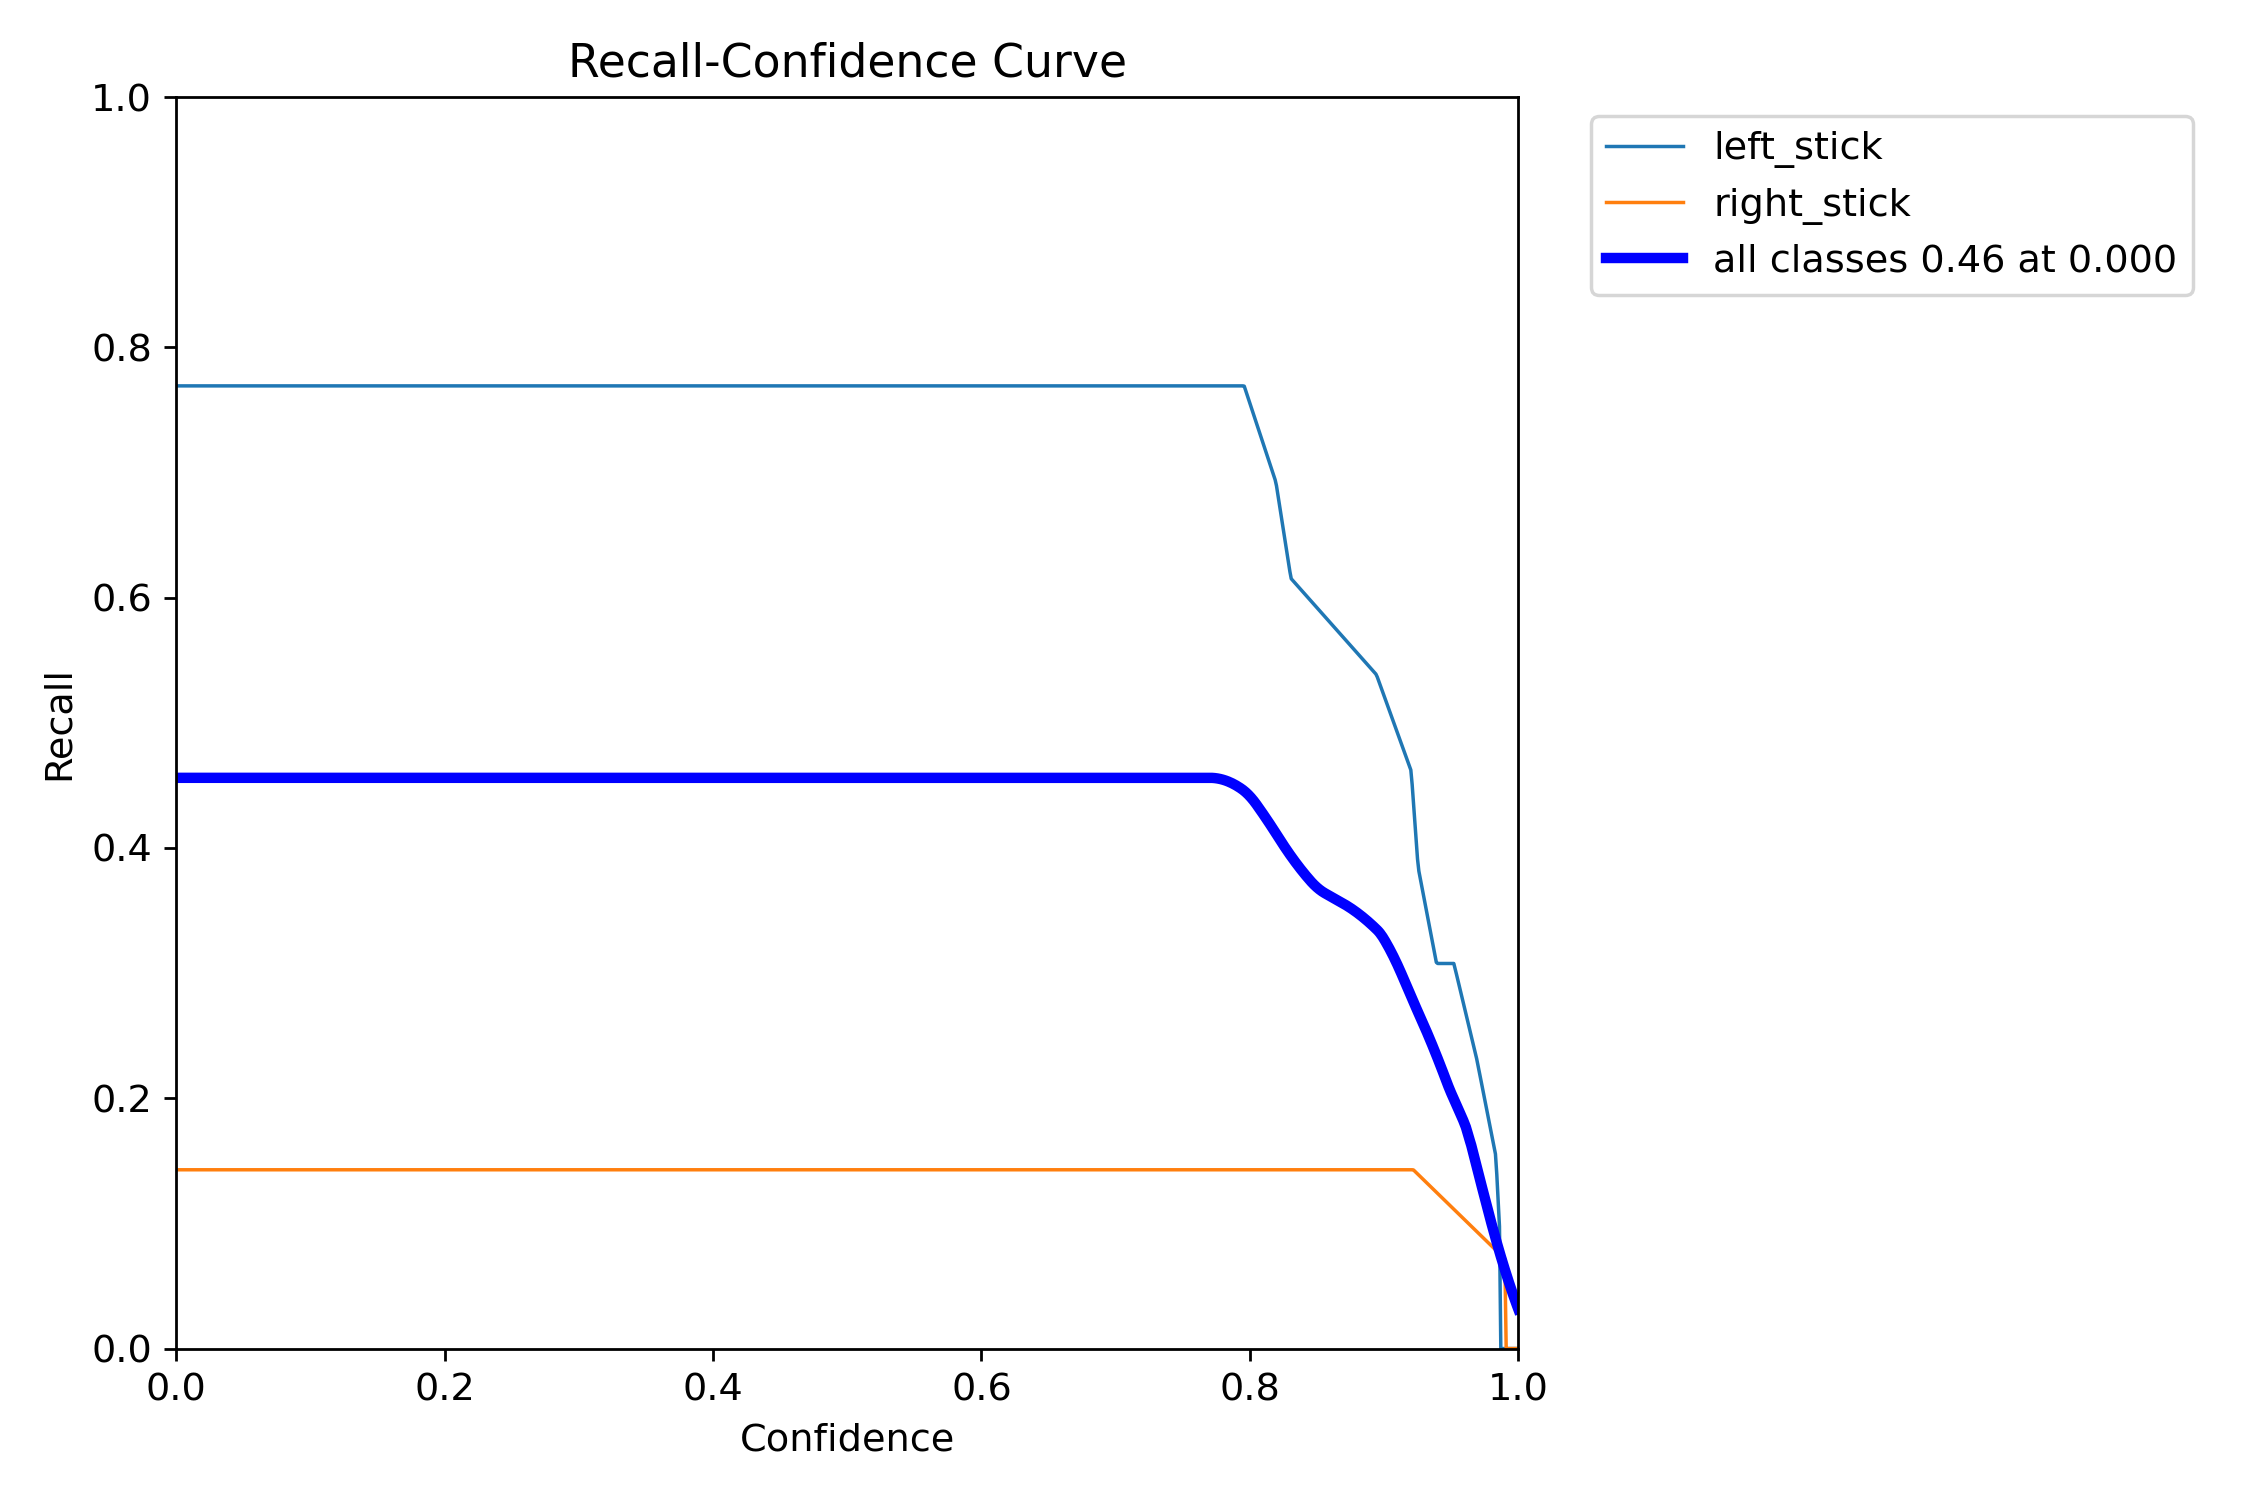 Recall-Confidence Curve
1.0
0.8
0.6
0.4
0.2
0.0
Recall
0.0 0.2 0.4 0.6 0.8 1.0
Confidence
left_stick
right_stick
all classes 0.46 at 0.000